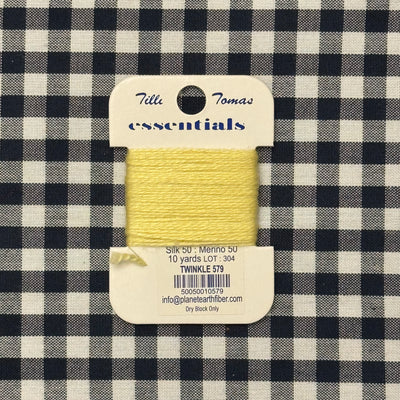 Tilli Tomas
essentials
Silk 50 : Merino 50
10 yards LOT : 304
TWINKLE 579
50050010579
info@planetearthfiber.com
Dry Block Only